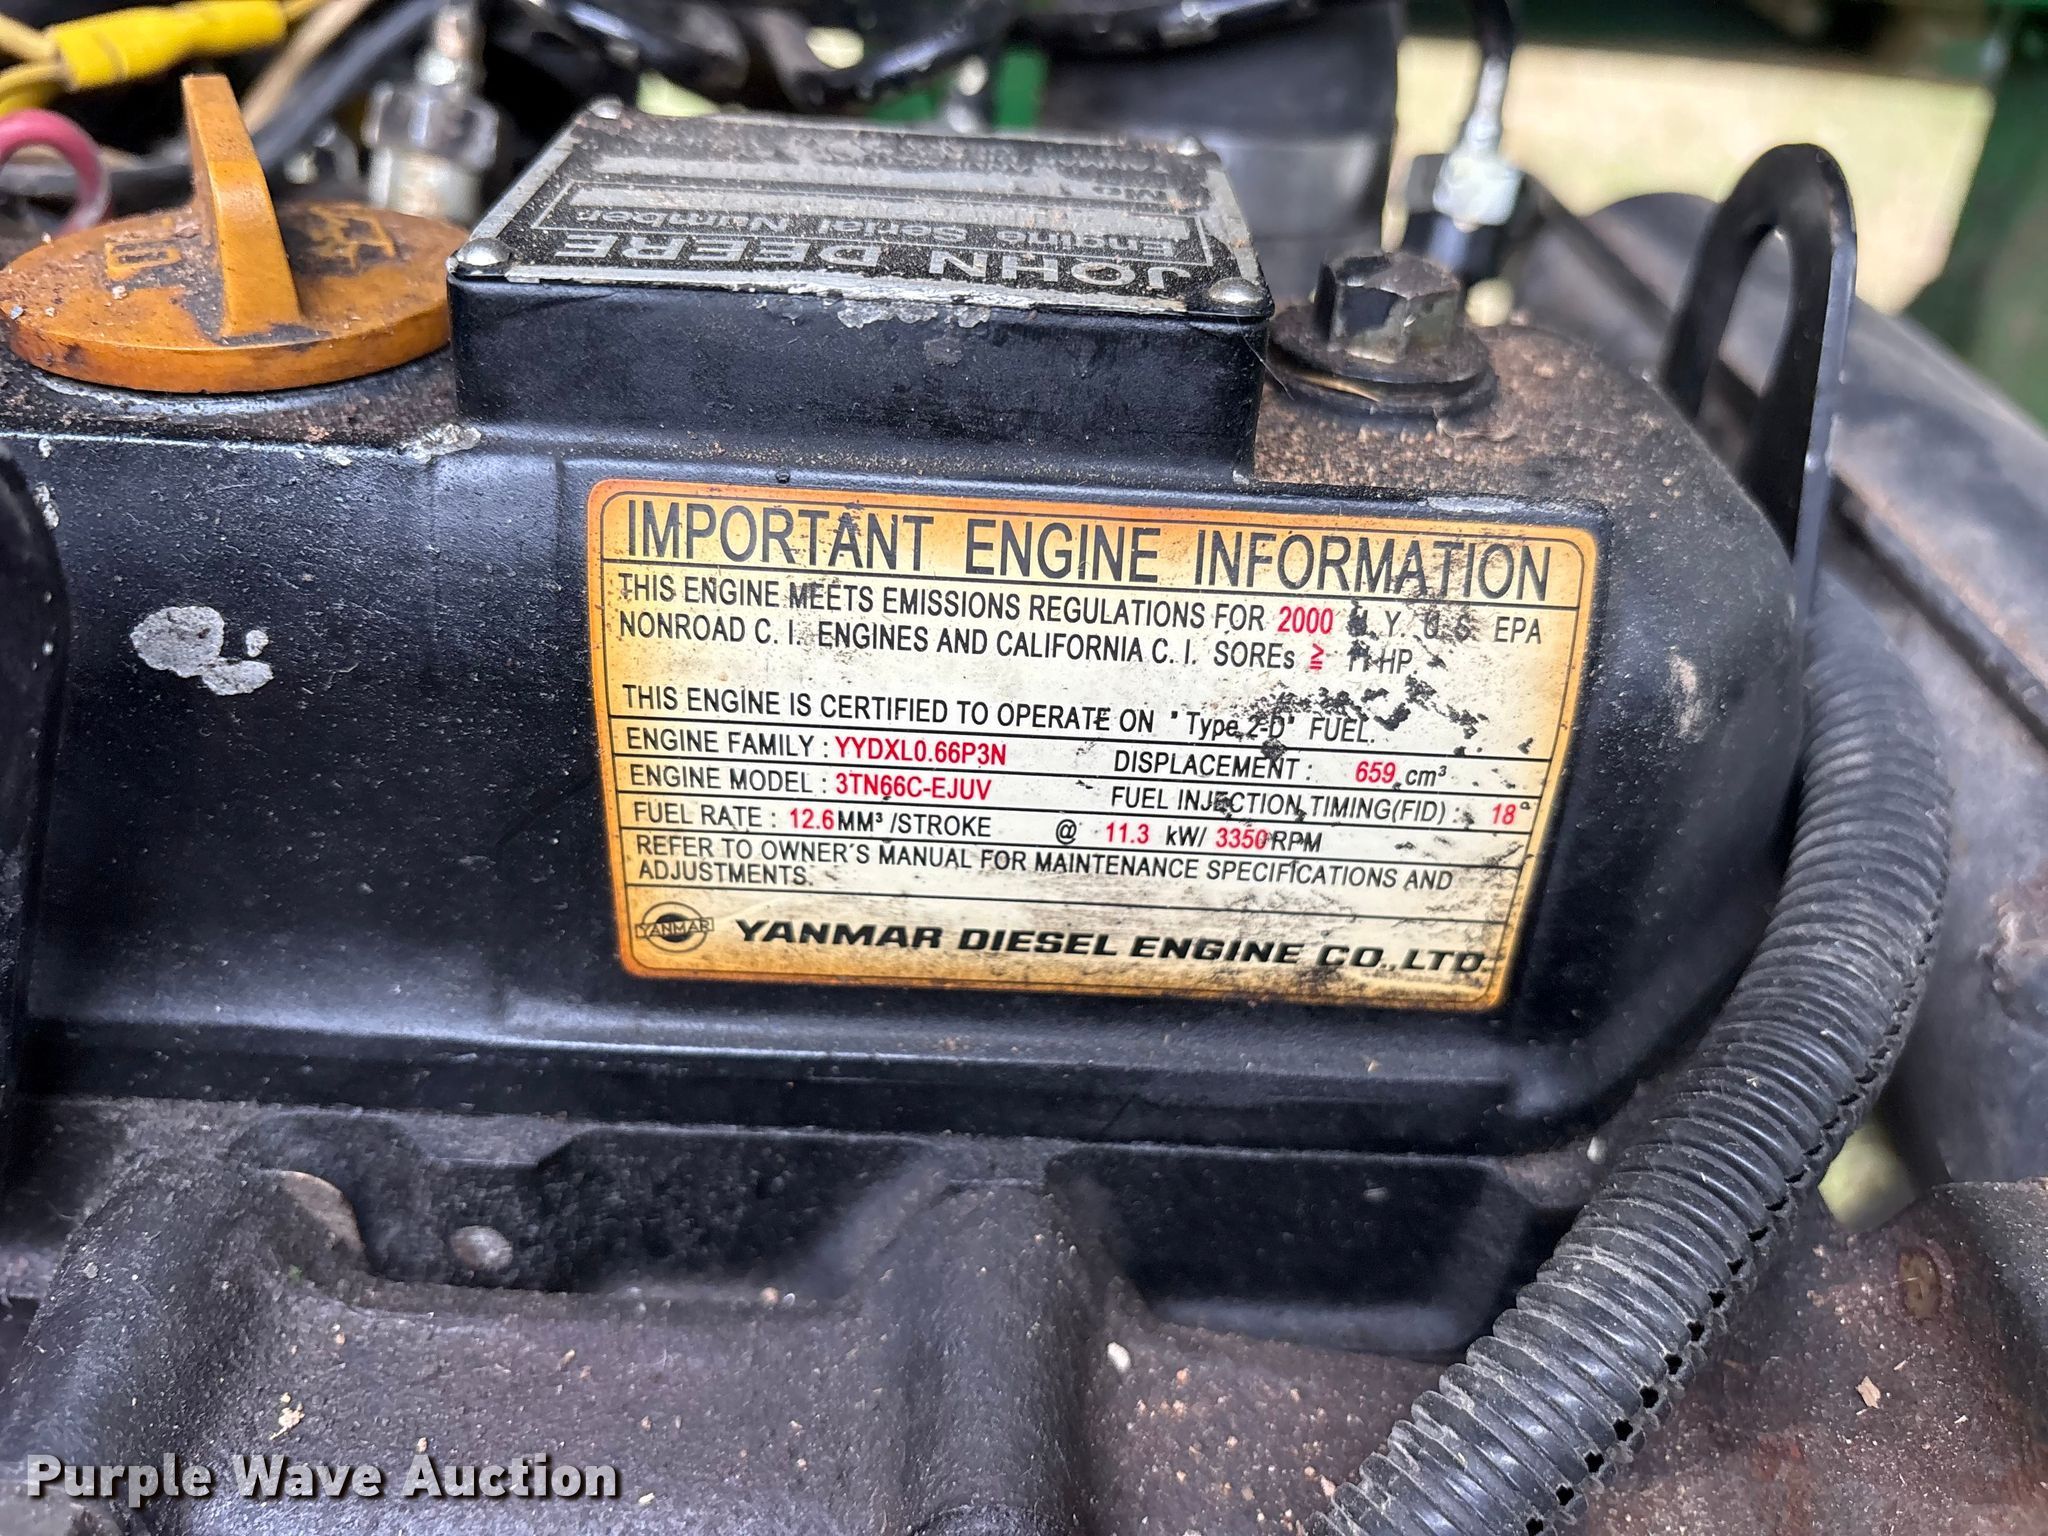 JOHN DEERE
Engine Serial Number
IMPORTANT ENGINE INFORMATION
THIS ENGINE MEETS EMISSIONS REGULATIONS FOR 2000 M. Y. U.S. EPA
NONROAD C. I. ENGINES AND CALIFORNIA C. I. SOREs ≧ HP.
THIS ENGINE IS CERTIFIED TO OPERATE ON "Type 2-D" FUEL.
ENGINE FAMILY : YYDXL0.66P3N DISPLACEMENT : 659 cm³
ENGINE MODEL : 3TN66C-EJUV FUEL INJECTION TIMING(FID) : 18°
FUEL RATE : 12.6 MM³ /STROKE @ 11.3 kW/ 3350 RPM
REFER TO OWNER'S MANUAL FOR MAINTENANCE SPECIFICATIONS AND
ADJUSTMENTS.
YANMAR YANMAR DIESEL ENGINE CO.,LTD.
Purple Wave Auction